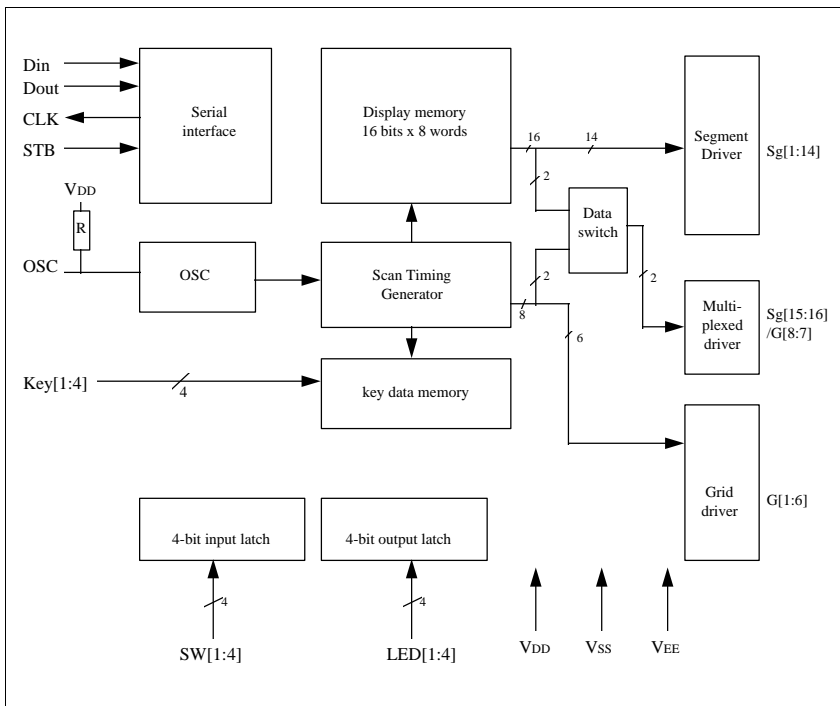 Din
Dout
CLK
STB
Serial
interface
Display memory
16 bits x 8 words
16
14
2
Segment
Driver
Sg[1:14]
VDD
R
OSC
OSC
Scan Timing
Generator
Data
switch
2
8
2
6
Multi-
plexed
driver
Sg[15:16]
/G[8:7]
Key[1:4]
4
key data memory
Grid
driver
G[1:6]
4-bit input latch
4-bit output latch
4
4
SW[1:4]
LED[1:4]
VDD
VSS
VEE